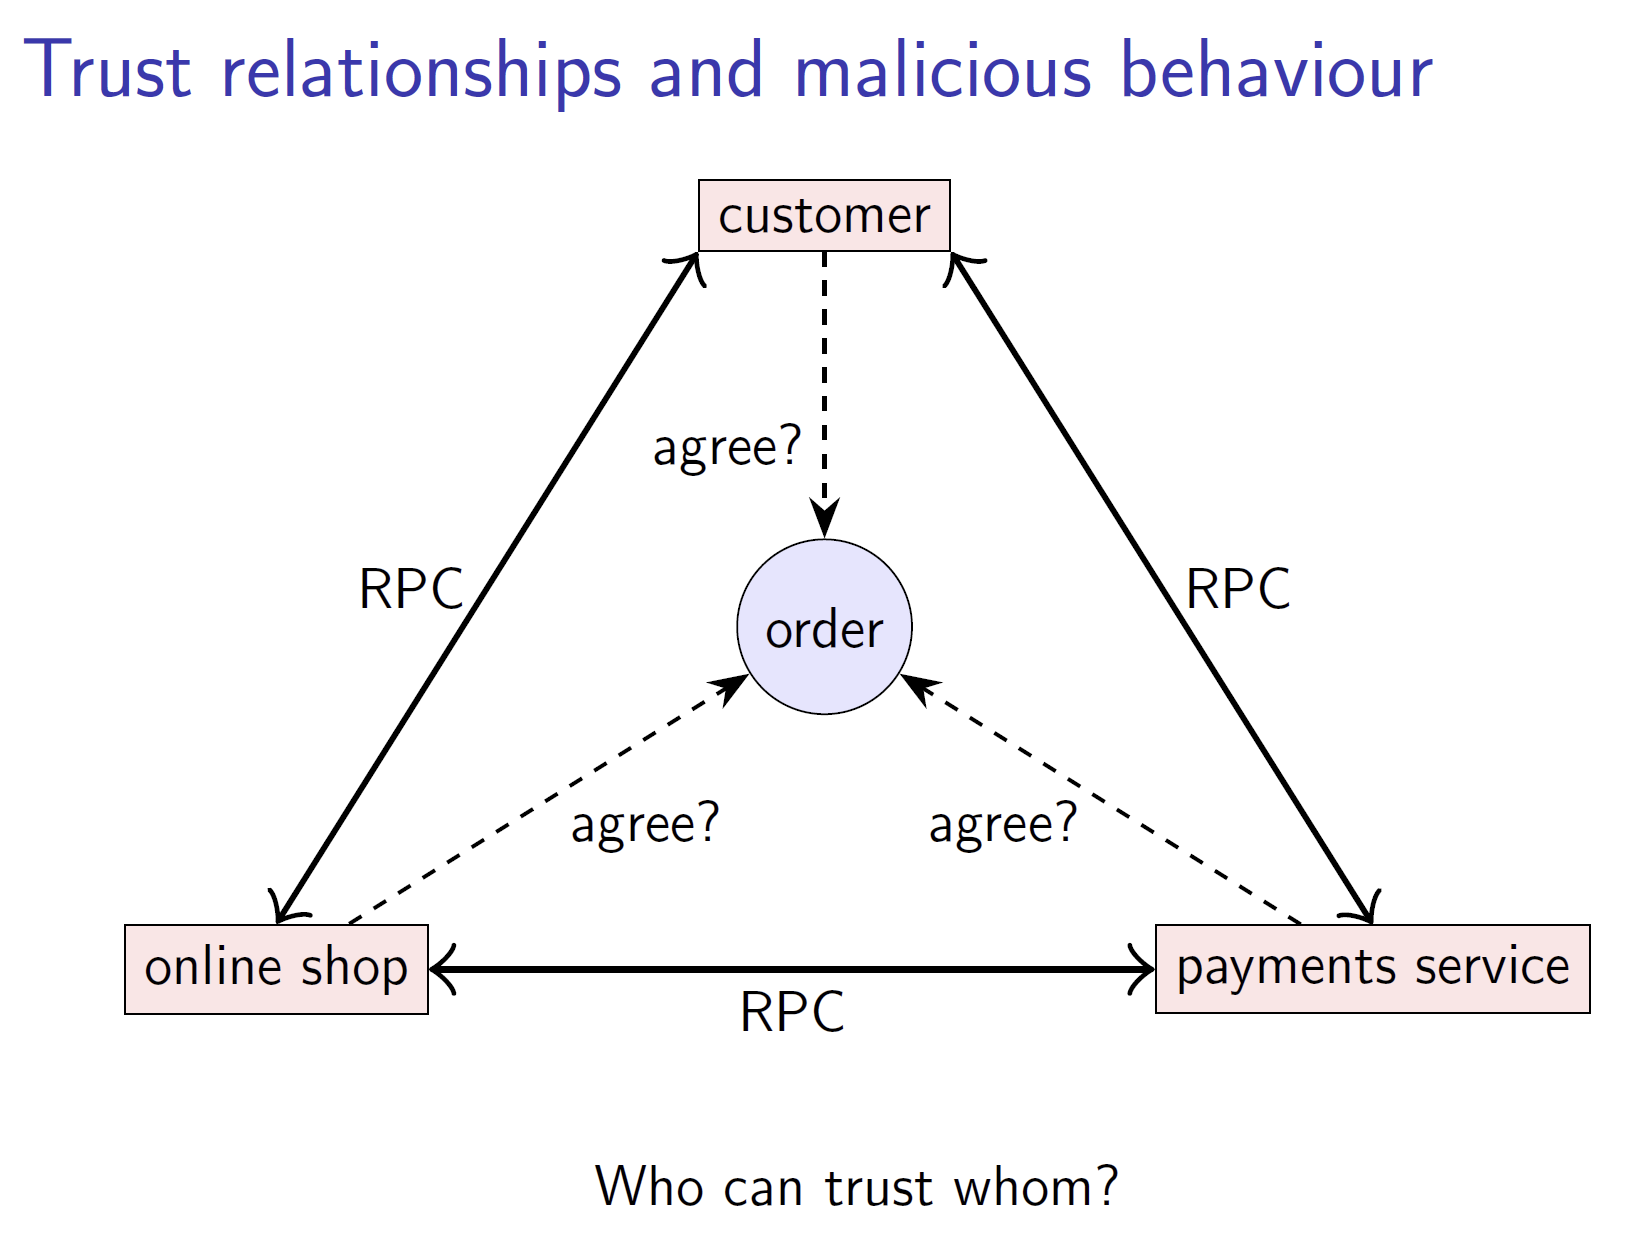 Trust relationships and malicious behaviour
customer
agree?
RPC
RPC
order
agree?
agree?
online shop
payments service
RPC
Who can trust whom?